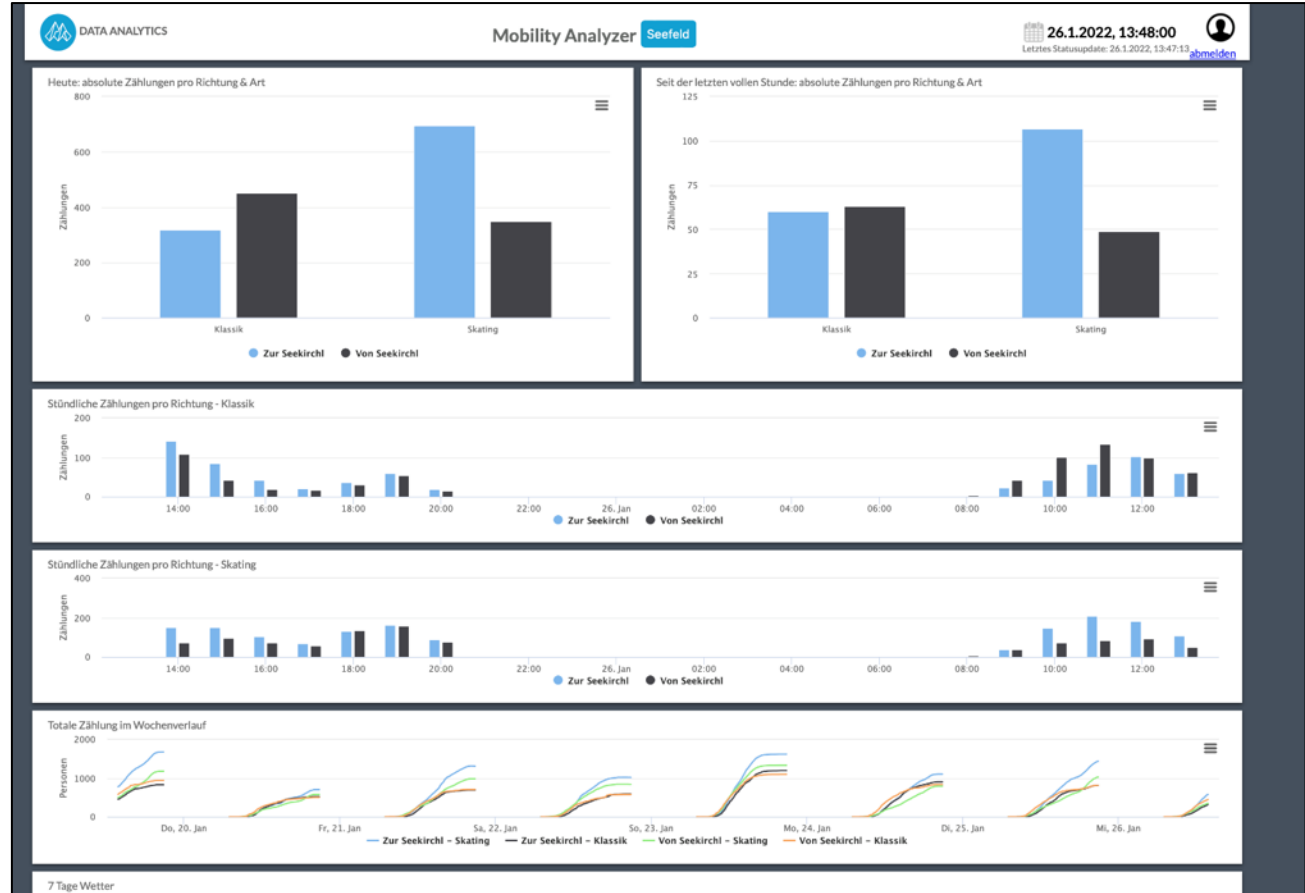 DATA ANALYTICS
Mobility Analyzer Seefeld
26.1.2022, 13:48:00
Letztes Statusupdate: 26.1.2022, 13:47:13
abmelden
Heute: absolute Zählungen pro Richtung & Art
800
600
400
200
0
Zählungen
Klassik Skating
Zur Seekirchl Von Seekirchl
Seit der letzten vollen Stunde: absolute Zählungen pro Richtung & Art
125
100
75
50
25
0
Zählungen
Klassik Skating
Zur Seekirchl Von Seekirchl
Stündliche Zählungen pro Richtung - Klassik
200
100
0
Zählungen
14:00 16:00 18:00 20:00 22:00 26. Jan 02:00 04:00 06:00 08:00 10:00 12:00
Zur Seekirchl Von Seekirchl
Stündliche Zählungen pro Richtung - Skating
400
200
0
Zählungen
14:00 16:00 18:00 20:00 22:00 26. Jan 02:00 04:00 06:00 08:00 10:00 12:00
Zur Seekirchl Von Seekirchl
Totale Zählung im Wochenverlauf
2000
1000
0
Personen
Do, 20. Jan Fr, 21. Jan Sa, 22. Jan So, 23. Jan Mo, 24. Jan Di, 25. Jan Mi, 26. Jan
Zur Seekirchl - Skating Zur Seekirchl - Klassik Von Seekirchl - Skating Von Seekirchl - Klassik
7 Tage Wetter